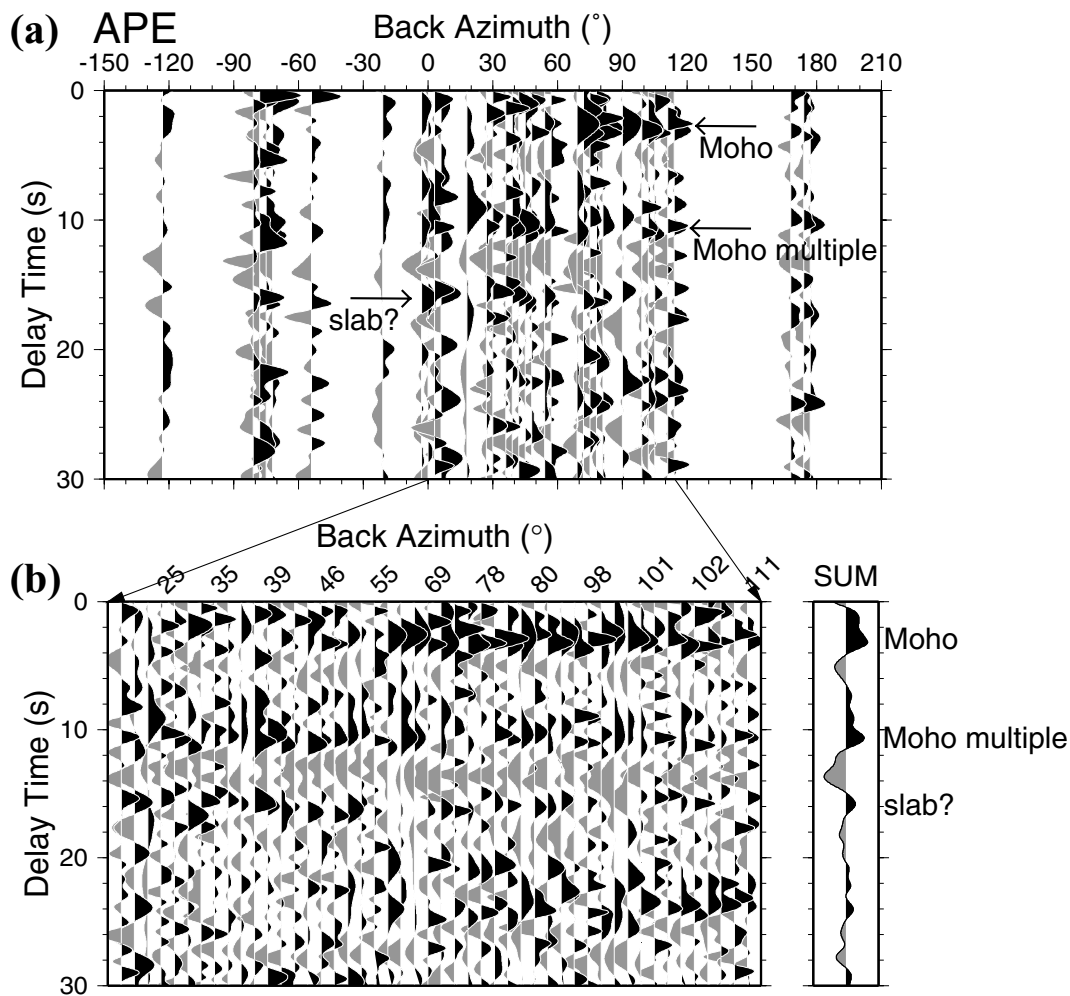 (a) APE Back Azimuth (˚)
-150 -120 -90 -60 -30 0 30 60 90 120 150 180 210
0
10
20
30
Delay Time (s)
Moho
Moho multiple
slab?
Back Azimuth (°)
(b) 25 35 39 46 55 69 78 80 98 101 102 111 SUM
0
10
20
30
Delay Time (s)
Moho
Moho multiple
slab?